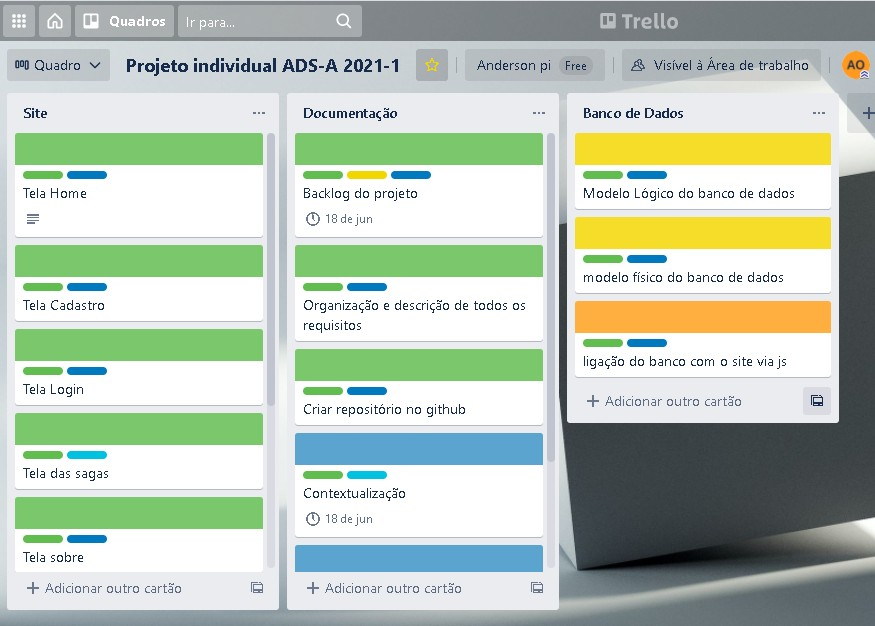 Quadros
Ir para...
Trello
Quadro
Projeto individual ADS-A 2021-1
Anderson pi
Free
Visível à Área de trabalho
AO
Site
Tela Home
Tela Cadastro
Tela Login
Tela das sagas
Tela sobre
+ Adicionar outro cartão
Documentação
Backlog do projeto
18 de jun
Organização e descrição de todos os
requisitos
Criar repositório no github
Contextualização
18 de jun
+ Adicionar outro cartão
Banco de Dados
Modelo Lógico do banco de dados
modelo físico do banco de dados
ligação do banco com o site via js
+ Adicionar outro cartão